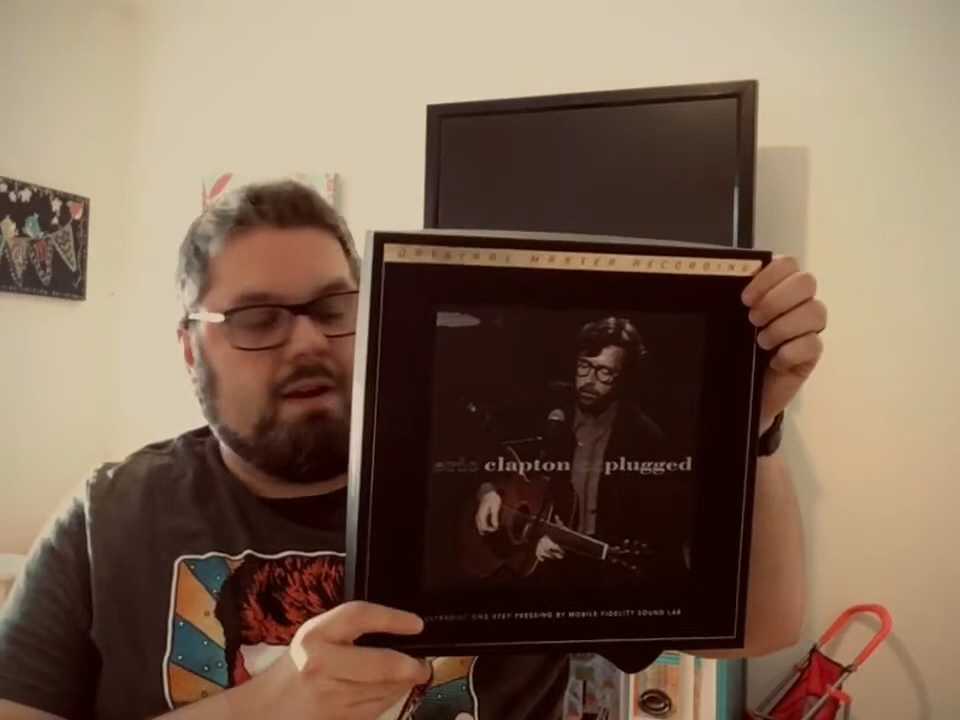 ORIGINAL MASTER RECORDING
eric clapton unplugged
ULTRADISC ONE-STEP PRESSING BY MOBILE FIDELITY SOUND LAB